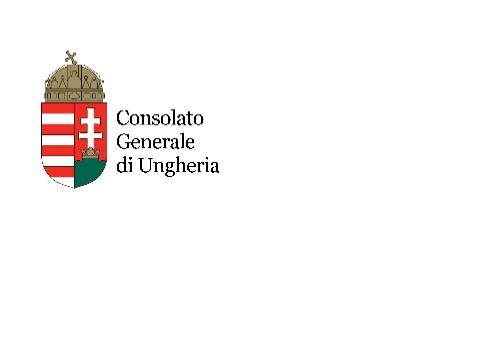 Consolato
Generale
di Ungheria